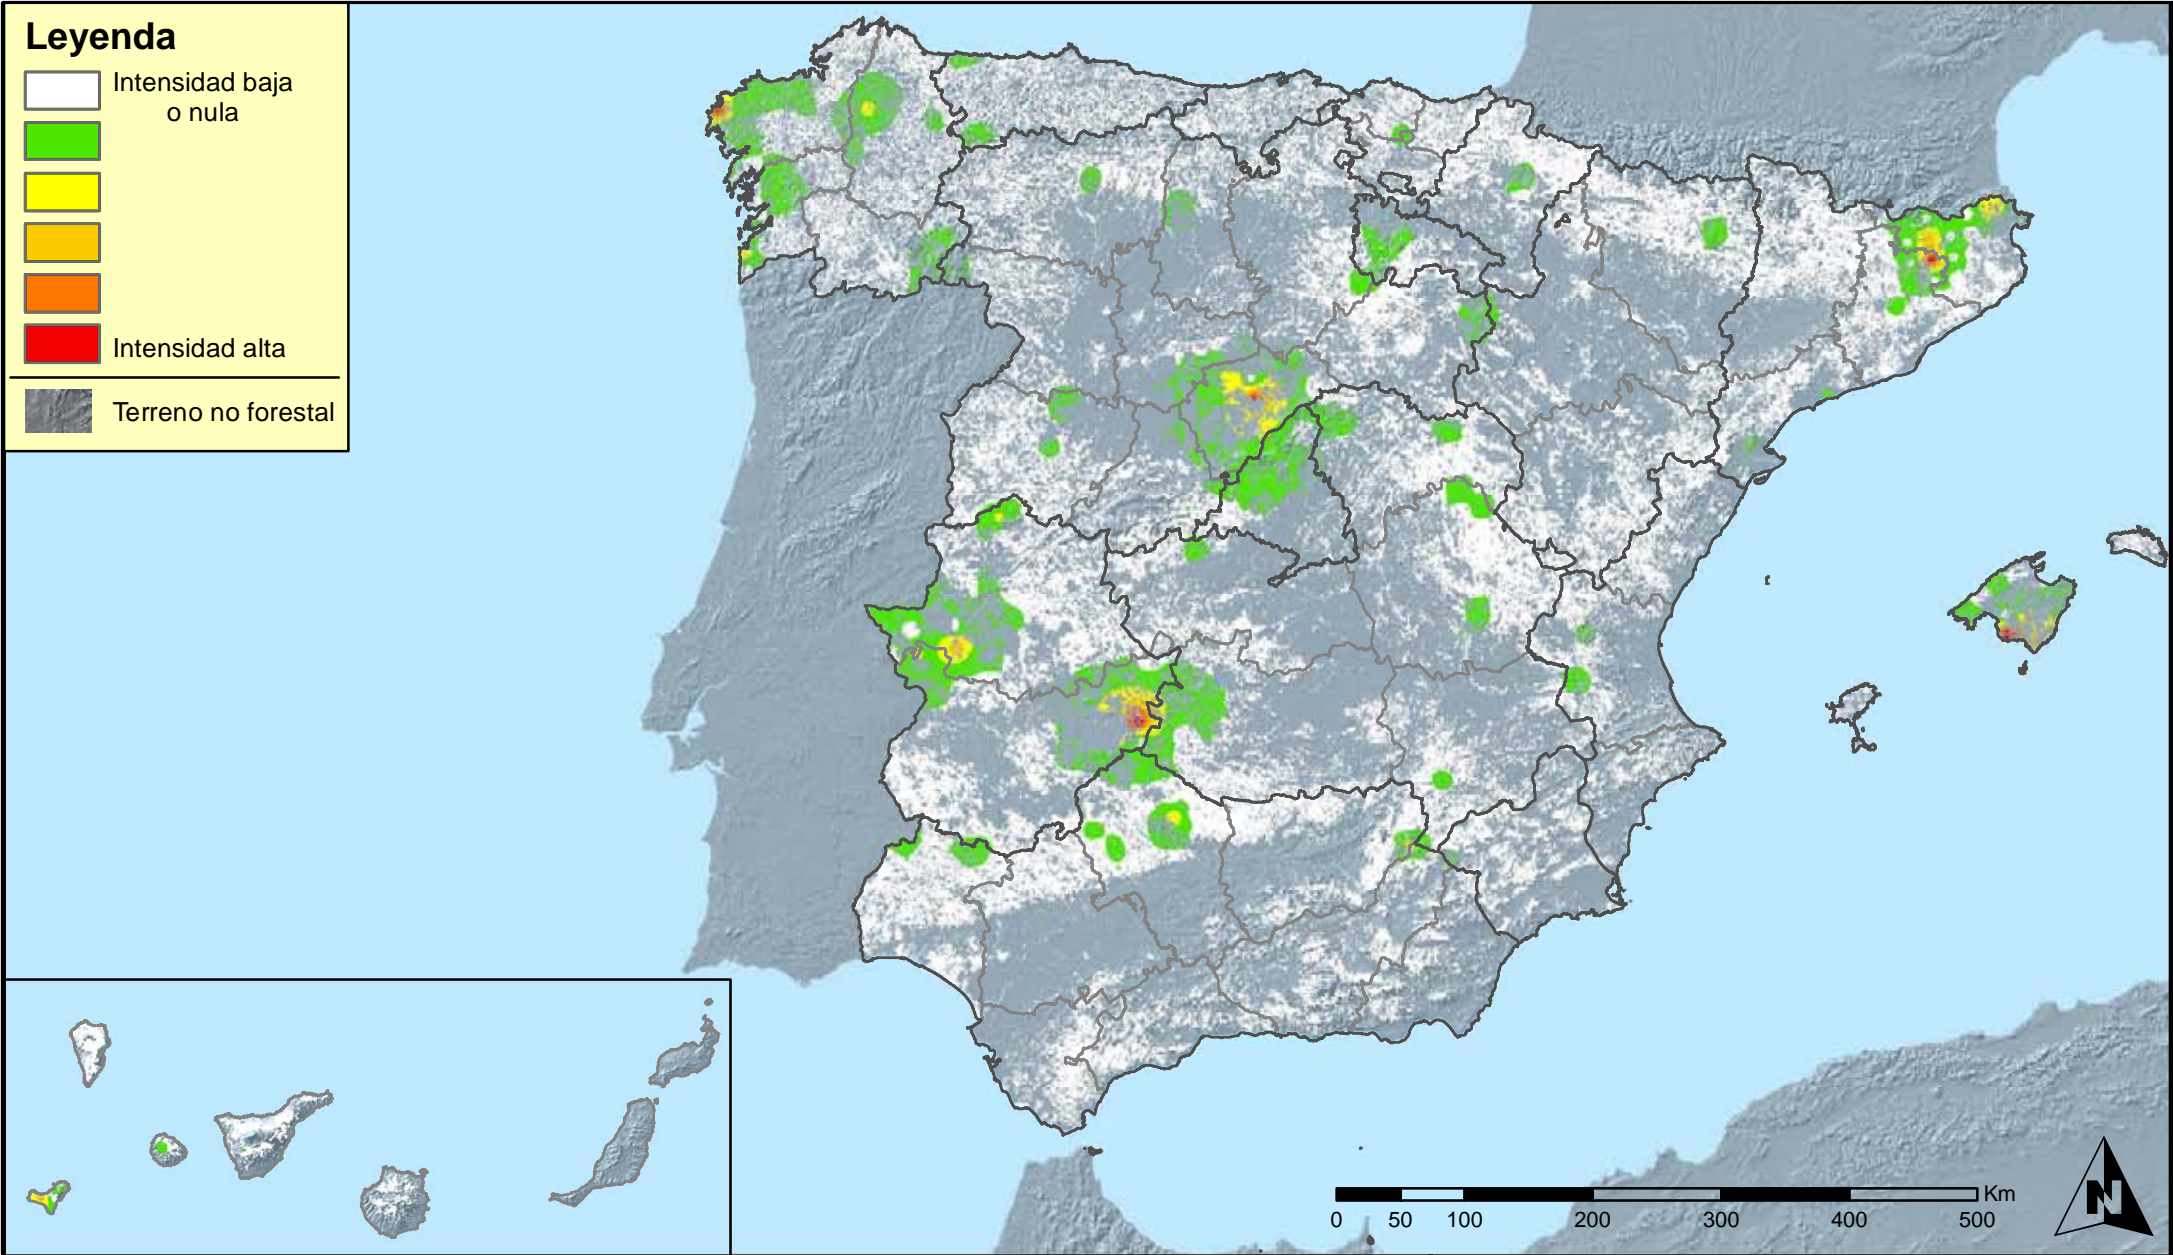 Leyenda
Intensidad baja
o nula
Intensidad alta
Terreno no forestal
Km
0 50 100 200 300 400 500
N